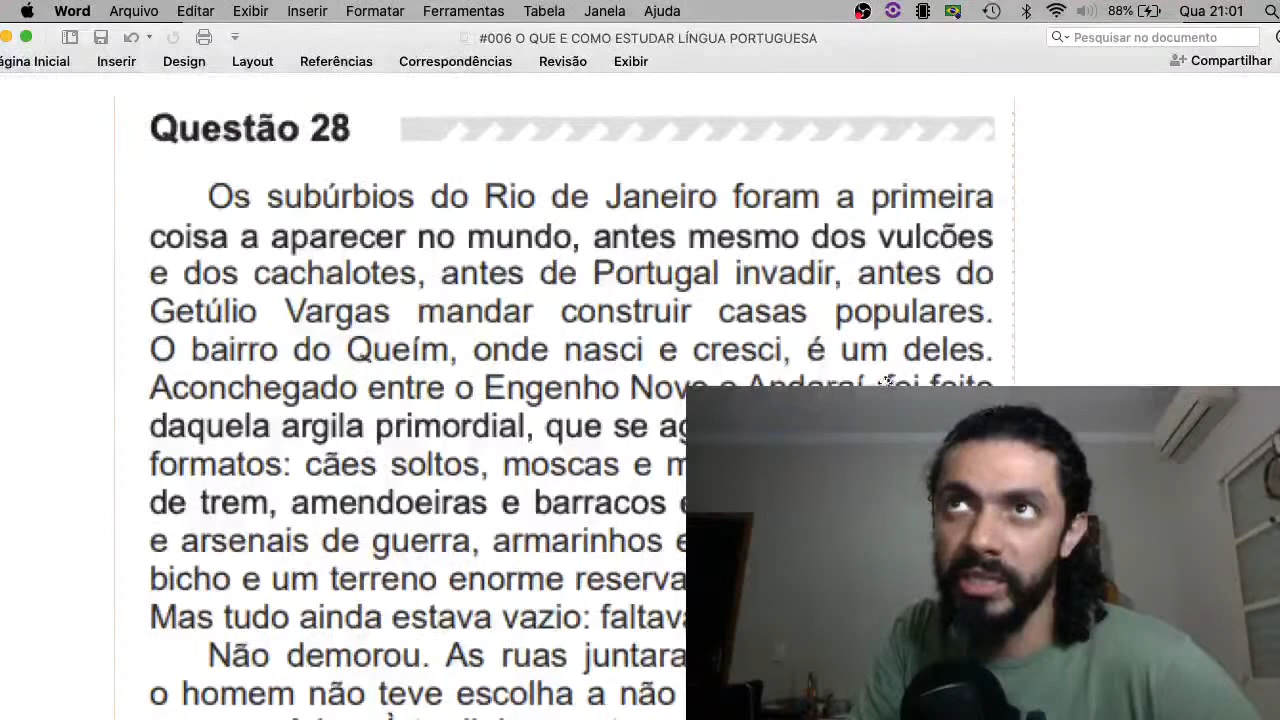 Word Arquivo Editar Exibir Inserir Formatar Ferramentas Tabela Janela Ajuda 88% Qua 21:01
#006 O QUE E COMO ESTUDAR LÍNGUA PORTUGUESA Pesquisar no documento
ágina Inicial Inserir Design Layout Referências Correspondências Revisão Exibir Compartilhar
Questão 28
Os subúrbios do Rio de Janeiro foram a primeira
coisa a aparecer no mundo, antes mesmo dos vulcões
e dos cachalotes, antes de Portugal invadir, antes do
Getúlio Vargas mandar construir casas populares.
O bairro do Queím, onde nasci e cresci, é um deles.
Aconchegado entre o Engenho Novo e Andaraí, foi feito
daquela argila primordial, que se ag
formatos: cães soltos, moscas e m
de trem, amendoeiras e barracos e
e arsenais de guerra, armarinhos e
bicho e um terreno enorme reserva
Mas tudo ainda estava vazio: faltava
Não demorou. As ruas juntara
o homem não teve escolha a não